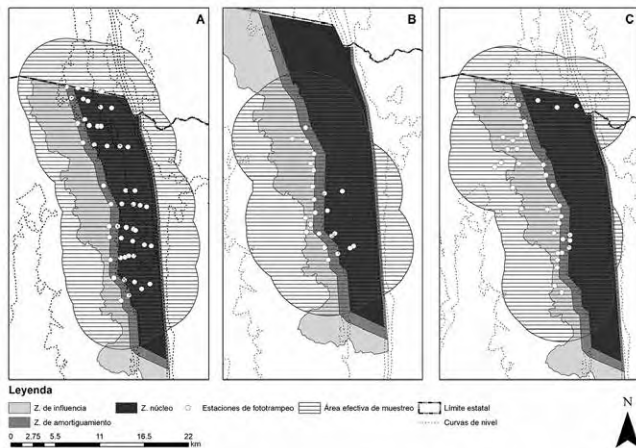 A
B
C
Leyenda
Z. de influencia
Z. núcleo
Estaciones de fototrampeo
Área efectiva de muestreo
Límite estatal
Z. de amortiguamiento
Curvas de nivel
0 2.75 5.5 11 16.5 22
km
N